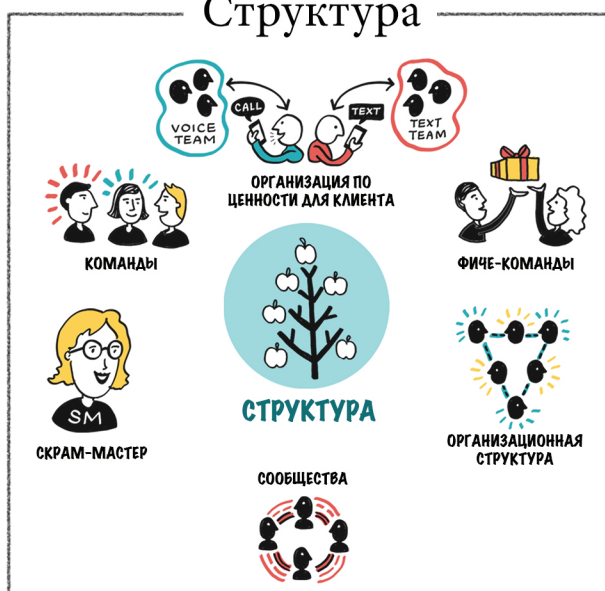 Структура
VOICE
TEAM
CALL
TEXT
TEXT
TEAM
ОРГАНИЗАЦИЯ ПО
ЦЕННОСТИ ДЛЯ КЛИЕНТА
КОМАНДЫ
ФИЧЕ-КОМАНДЫ
СТРУКТУРА
SM
СКРАМ-МАСТЕР
ОРГАНИЗАЦИОННАЯ
СТРУКТУРА
СООБЩЕСТВА